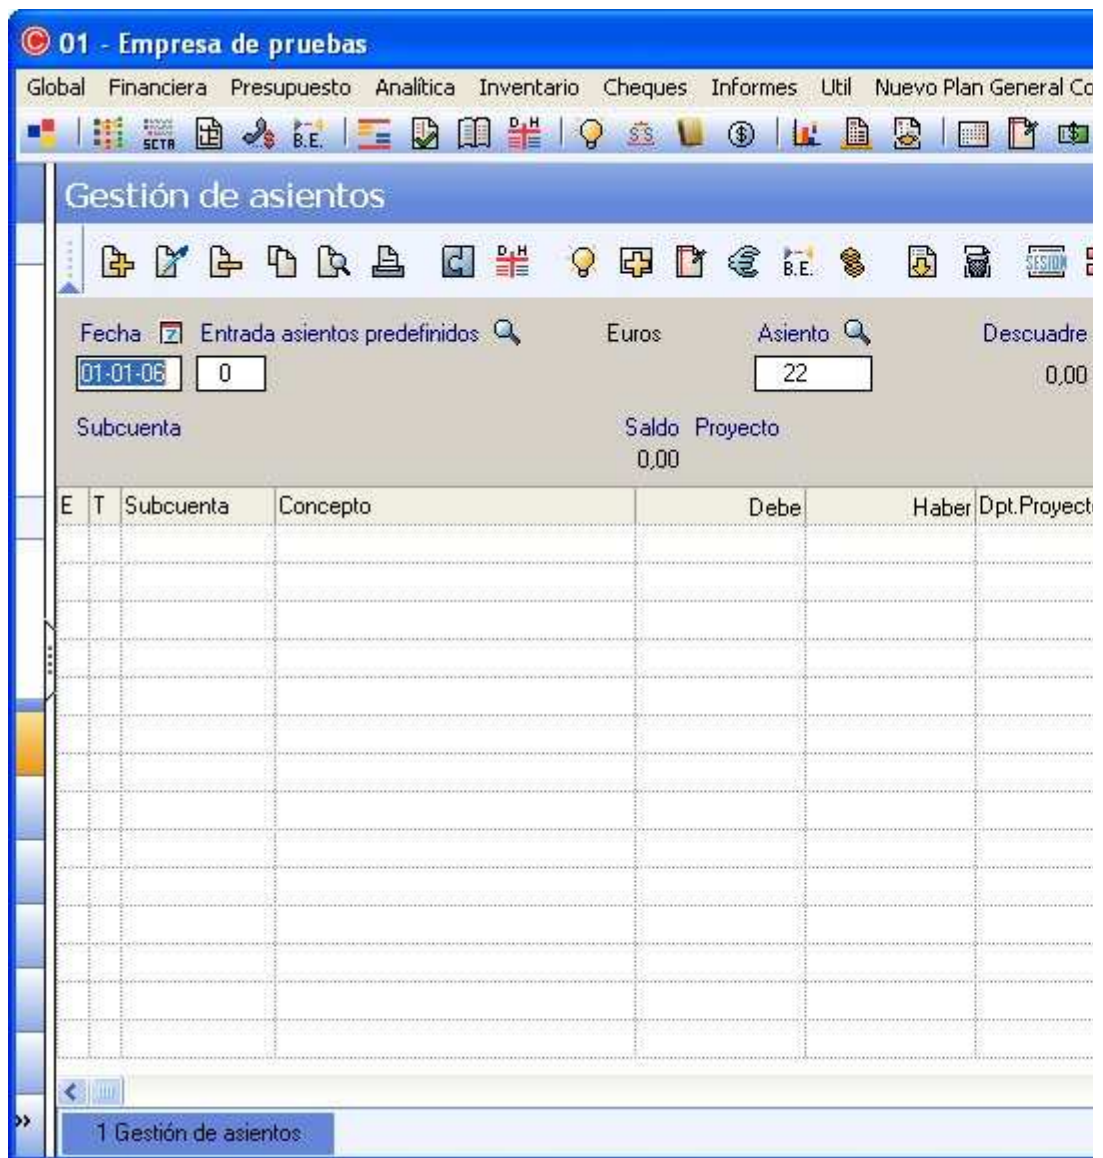 01 - Empresa de pruebas
Global Financiera Presupuesto Analítica Inventario Cheques Informes Util Nuevo Plan General Co
SCTA B.E. D H S S $
Gestión de asientos
D H B.E. SESION
Fecha 7 Entrada asientos predefinidos Euros Asiento Descuadre
01-01-06 0 22 0,00
Subcuenta Saldo Proyecto
0,00
E T Subcuenta Concepto Debe Haber Dpt.Proyecto
1 Gestión de asientos